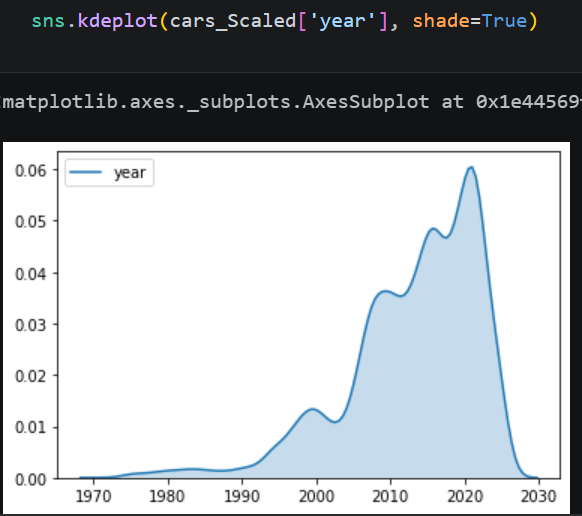 sns.kdeplot(cars_Scaled['year'], shade=True)
matplotlib.axes._subplots.AxesSubplot at 0x1e44569
year
0.06
0.05
0.04
0.03
0.02
0.01
0.00
1970 1980 1990 2000 2010 2020 2030